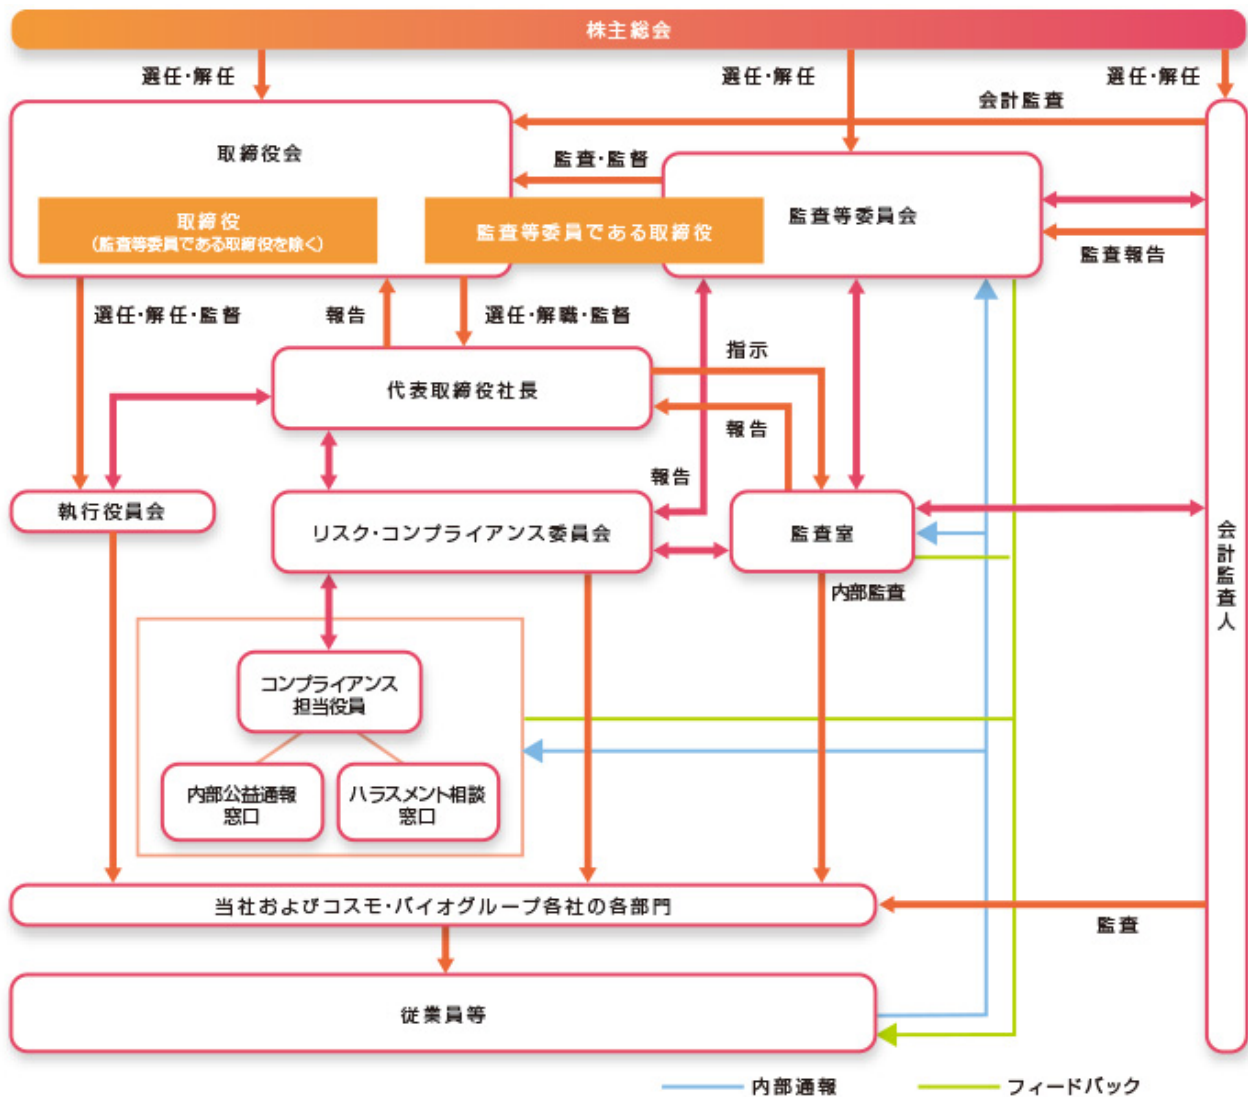 株主総会
選任・解任
選任・解任
選任・解任
会計監査
取締役会
監査・監督
監査等委員会
取締役
(監査等委員である取締役を除く)
監査等委員である取締役
監査報告
選任・解任・監督
報告
選任・解職・監督
指示
代表取締役社長
報告
報告
執行役員会
リスク・コンプライアンス委員会
監査室
会計監査人
内部監査
コンプライアンス
担当役員
内部公益通報
窓口
ハラスメント相談
窓口
当社およびコスモ・バイオグループ各社の各部門
監査
従業員等
内部通報
フィードバック